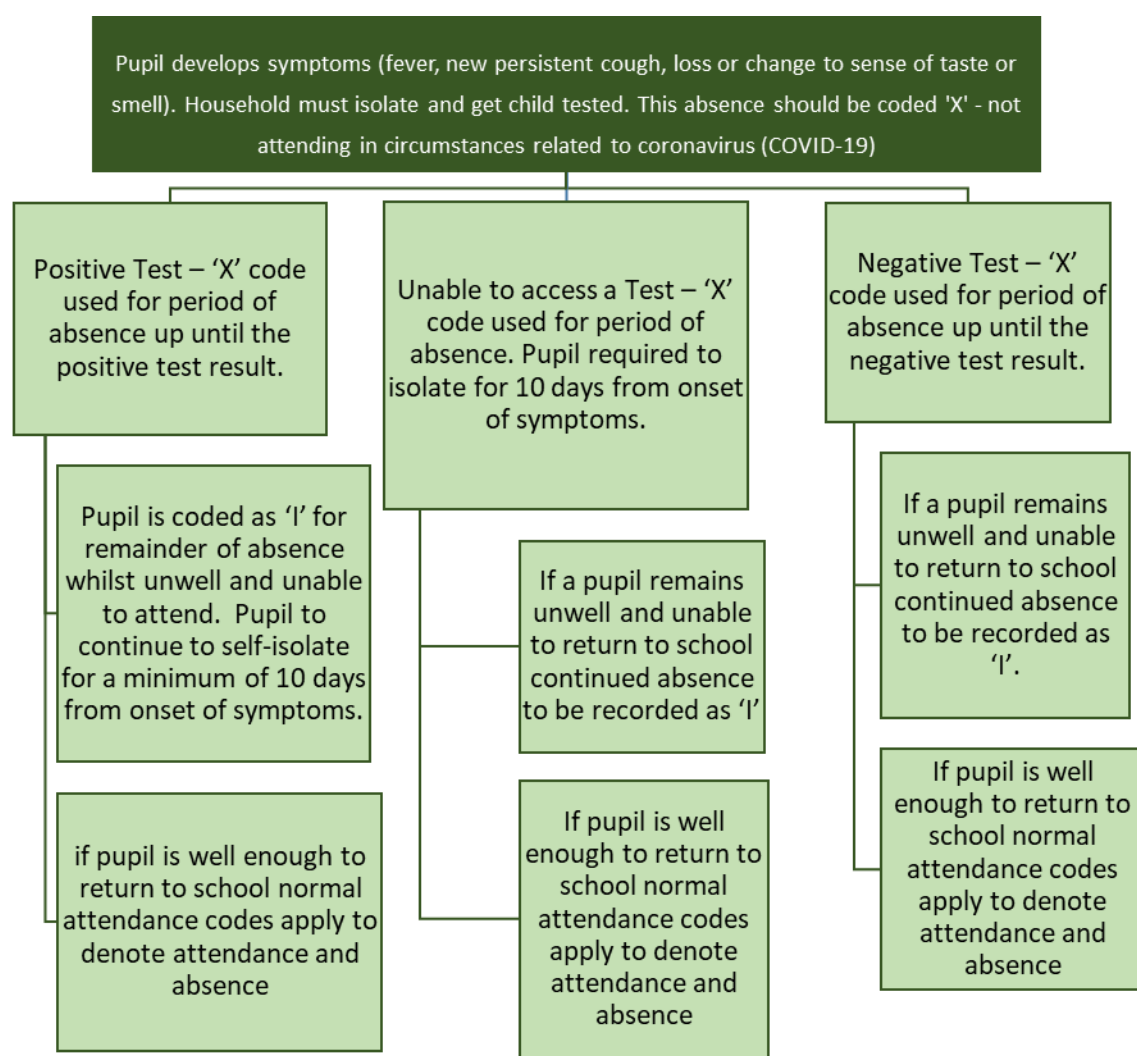 Pupil develops symptoms (fever, new persistent cough, loss or change to sense of taste or
smell). Household must isolate and get child tested. This absence should be coded 'X' - not
attending in circumstances related to coronavirus (COVID-19)
Positive Test – ‘X’ code
used for period of
absence up until the
positive test result.
Pupil is coded as ‘I’ for
remainder of absence
whilst unwell and unable
to attend.  Pupil to
continue to self-isolate
for a minimum of 10 days
from onset of symptoms.
if pupil is well enough to
return to school normal
attendance codes apply to
denote attendance and
absence
Unable to access a Test – ‘X’
code used for period of
absence. Pupil required to
isolate for 10 days from onset
of symptoms.
If a pupil remains
unwell and unable
to return to school
continued absence
to be recorded as ‘I’
If pupil is well
enough to return to
school normal
attendance codes
apply to denote
attendance and
absence
Negative Test – ‘X’
code used for period of
absence up until the
negative test result.
If a pupil remains
unwell and unable
to return to school
continued absence
to be recorded as
‘I’.
If pupil is well
enough to return to
school normal
attendance codes
apply to denote
attendance and
absence